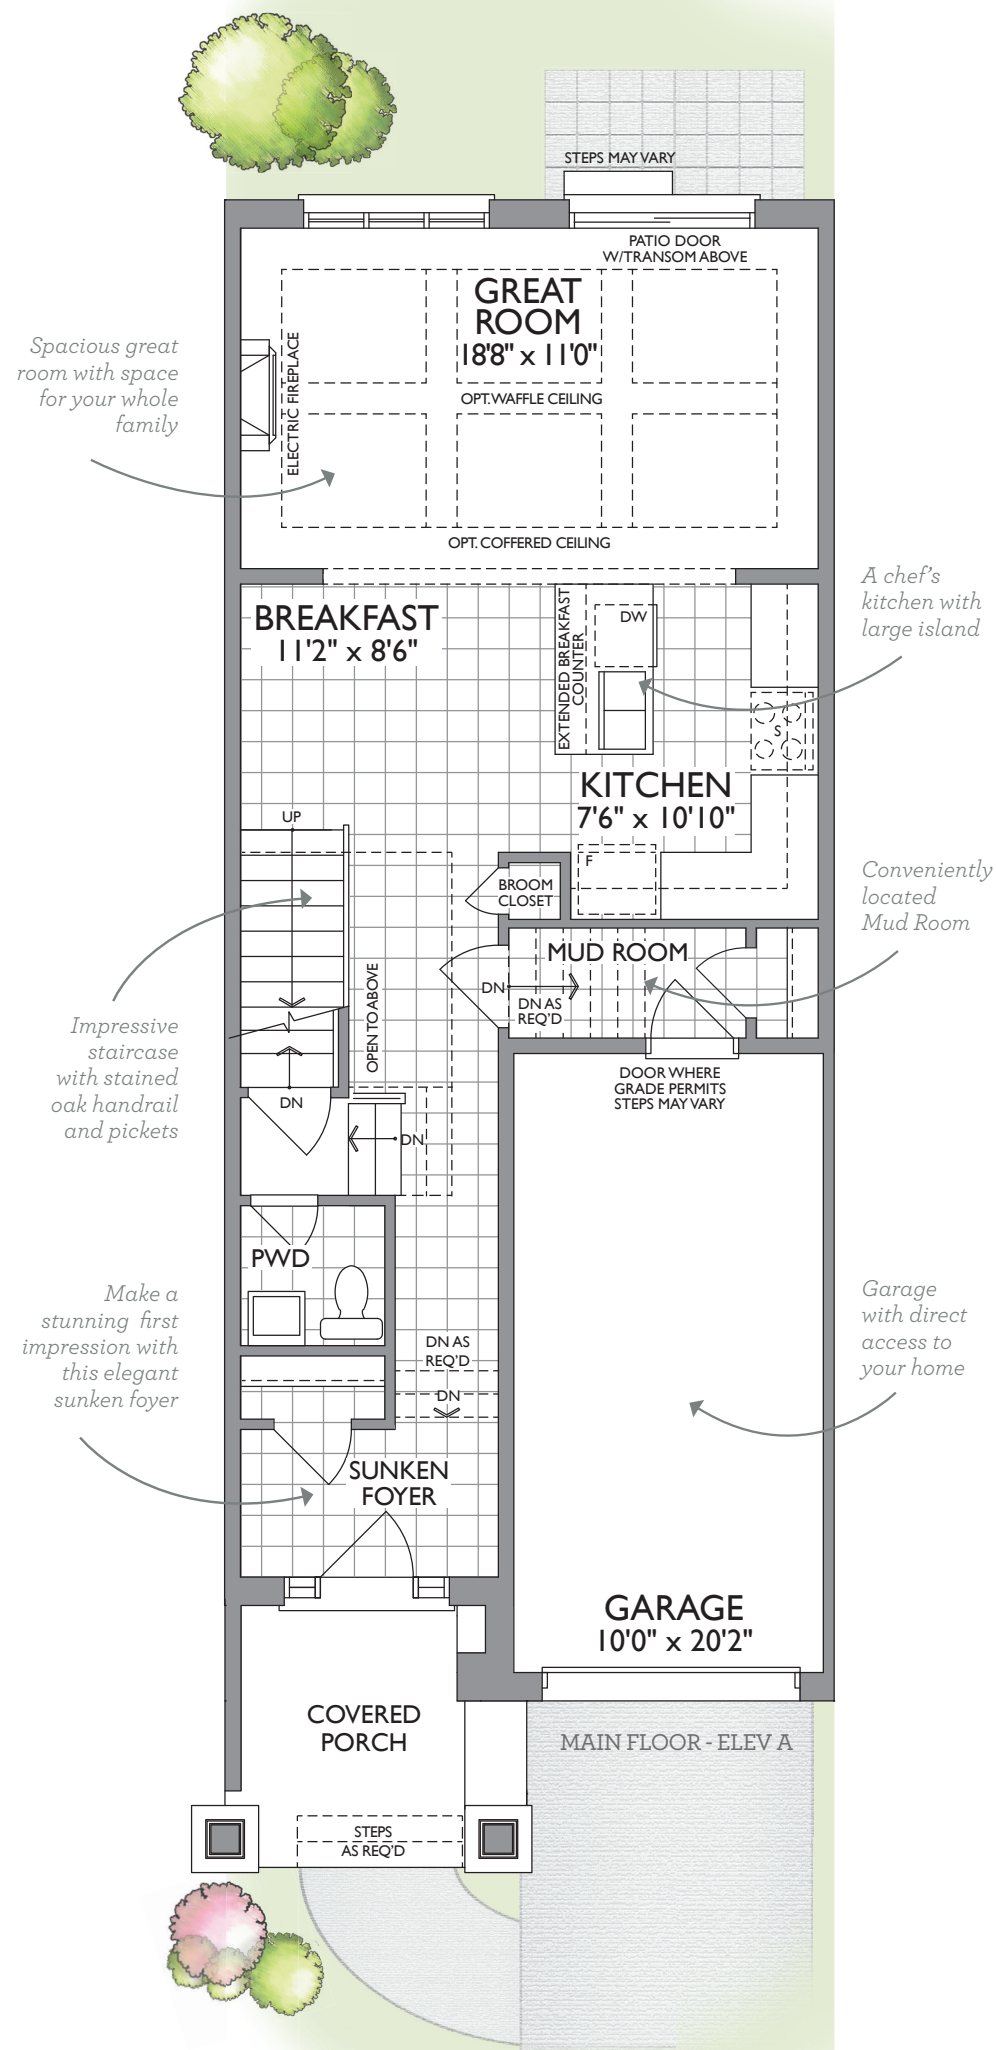 STEPS MAY VARY
PATIO DOOR
W/TRANSOM ABOVE
GREAT
ROOM
18'8" x 11'0"
ELECTRIC FIREPLACE
OPT. WAFFLE CEILING
Spacious great
room with space
for your whole
family
OPT. COFFERED CEILING
A chef's
kitchen with
large island
BREAKFAST
11'2" x 8'6"
EXTENDED BREAKFAST
COUNTER
DW
S
KITCHEN
7'6" x 10'10"
UP
F
BROOM
CLOSET
Conveniently
located
Mud Room
MUD ROOM
DN
DN AS
REQ'D
OPEN TO ABOVE
Impressive
staircase
with stained
oak handrail
and pickets
DOOR WHERE
GRADE PERMITS
STEPS MAY VARY
DN
DN
PWD
Make a
stunning first
impression with
this elegant
sunken foyer
Garage
with direct
access to
your home
DN AS
REQ'D
DN
SUNKEN
FOYER
GARAGE
10'0" x 20'2"
COVERED
PORCH
MAIN FLOOR - ELEV A
STEPS
AS REQ'D